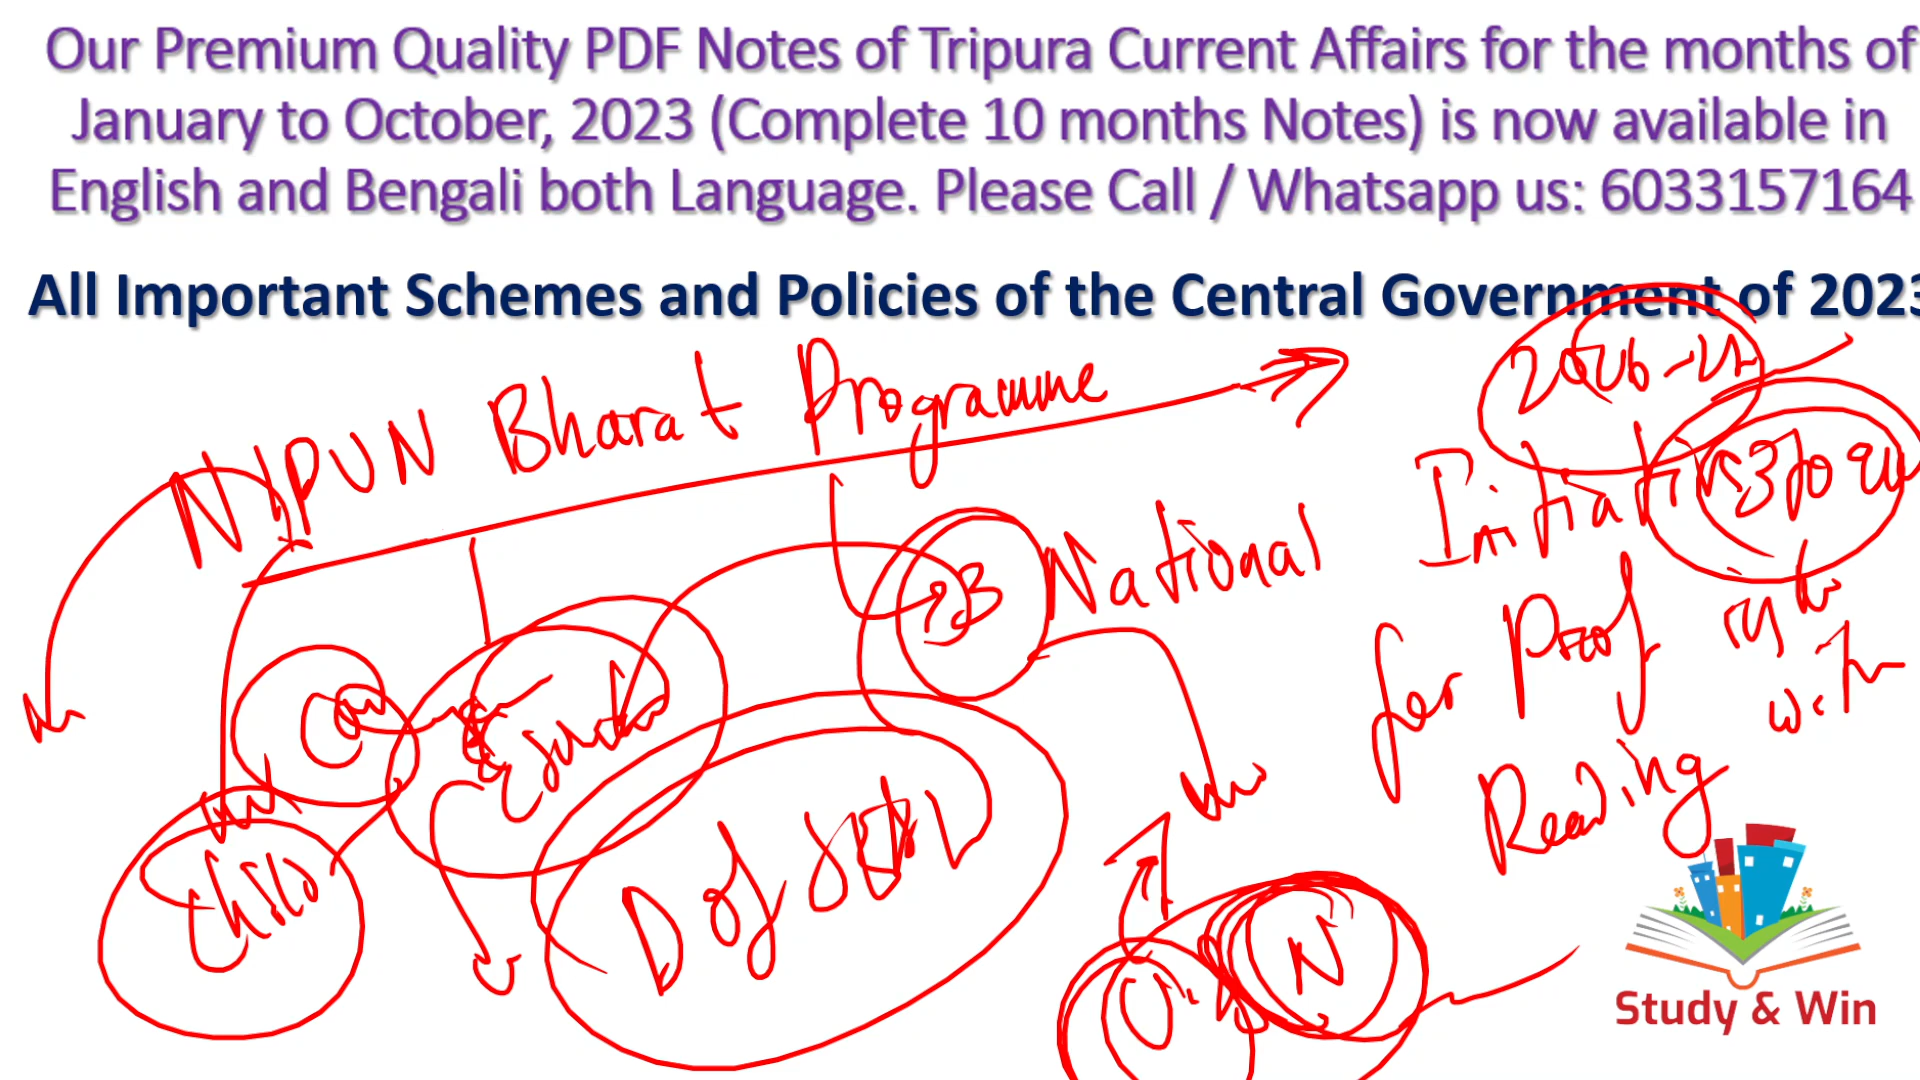 Our Premium Quality PDF Notes of Tripura Current Affairs for the months of
January to October, 2023 (Complete 10 months Notes) is now available in
English and Bengali both Language. Please Call / Whatsapp us: 6033157164
All Important Schemes and Policies of the Central Government of 2023
NIPUN Bharat Programme
2026-27
National
for Prof
Reading
Child
D of SE&L
N
Study & Win